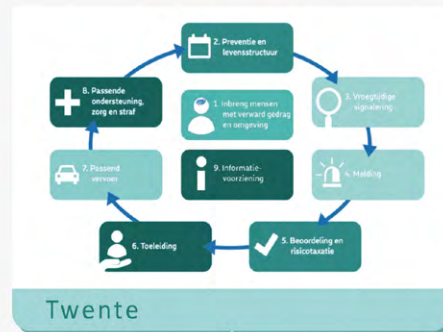 2. Preventie en
levensstructuur
8. Passende
ondersteuning,
zorg en straf
1. Inbreng mensen
met verward gedrag
en omgeving
3. Vroegtijdige
signalering
7. Passend
vervoer
9. Informatie-
voorziening
4. Melding
6. Toeleiding
5. Beoordeling en
risicotaxatie
Twente